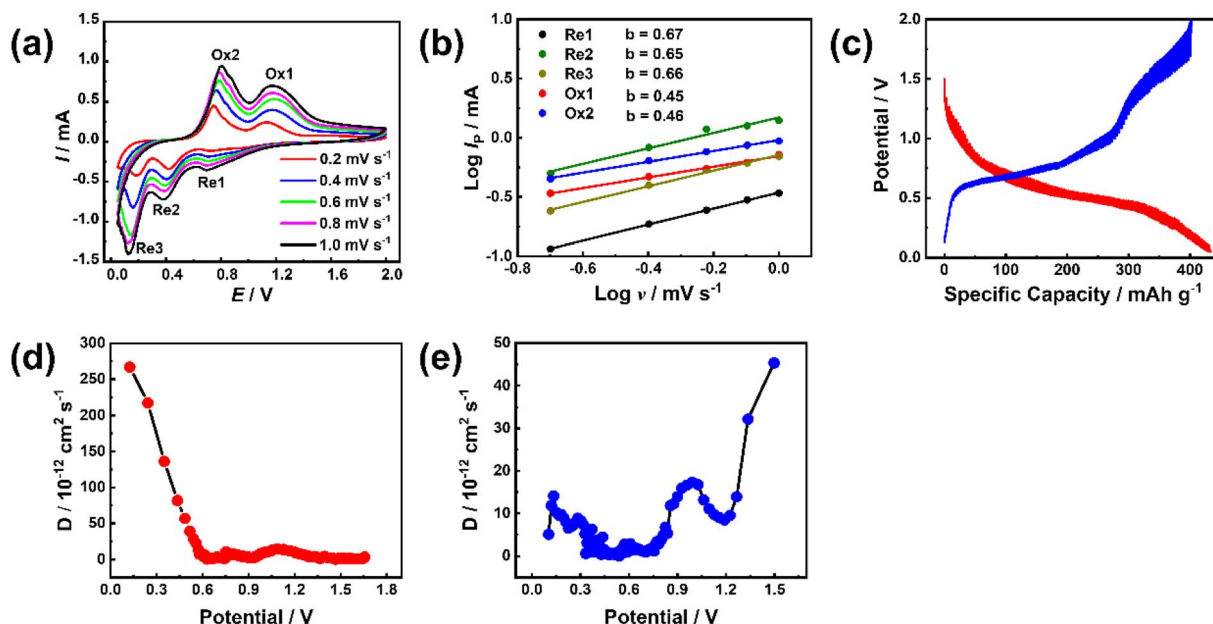 (a)
1.5
1.0
0.5
0.0
-0.5
-1.0
-1.5
I / mA
Ox2
Ox1
Re1
Re2
Re3
0.2 mV s⁻¹
0.4 mV s⁻¹
0.6 mV s⁻¹
0.8 mV s⁻¹
1.0 mV s⁻¹
0.0 0.4 0.8 1.2 1.6 2.0
E / V
(b)
1.0
0.5
0.0
-0.5
-1.0
Log Iₚ / mA
Re1 b = 0.67
Re2 b = 0.65
Re3 b = 0.66
Ox1 b = 0.45
Ox2 b = 0.46
-0.8 -0.6 -0.4 -0.2 0.0
Log ν / mV s⁻¹
(c)
2.0
1.5
1.0
0.5
0.0
Potential / V
0 100 200 300 400
Specific Capacity / mAh g⁻¹
(d)
300
250
200
150
100
50
0
D / 10⁻¹² cm² s⁻¹
0.0 0.3 0.6 0.9 1.2 1.5 1.8
Potential / V
(e)
50
40
30
20
10
0
D / 10⁻¹² cm² s⁻¹
0.0 0.3 0.6 0.9 1.2 1.5 1.8
Potential / V